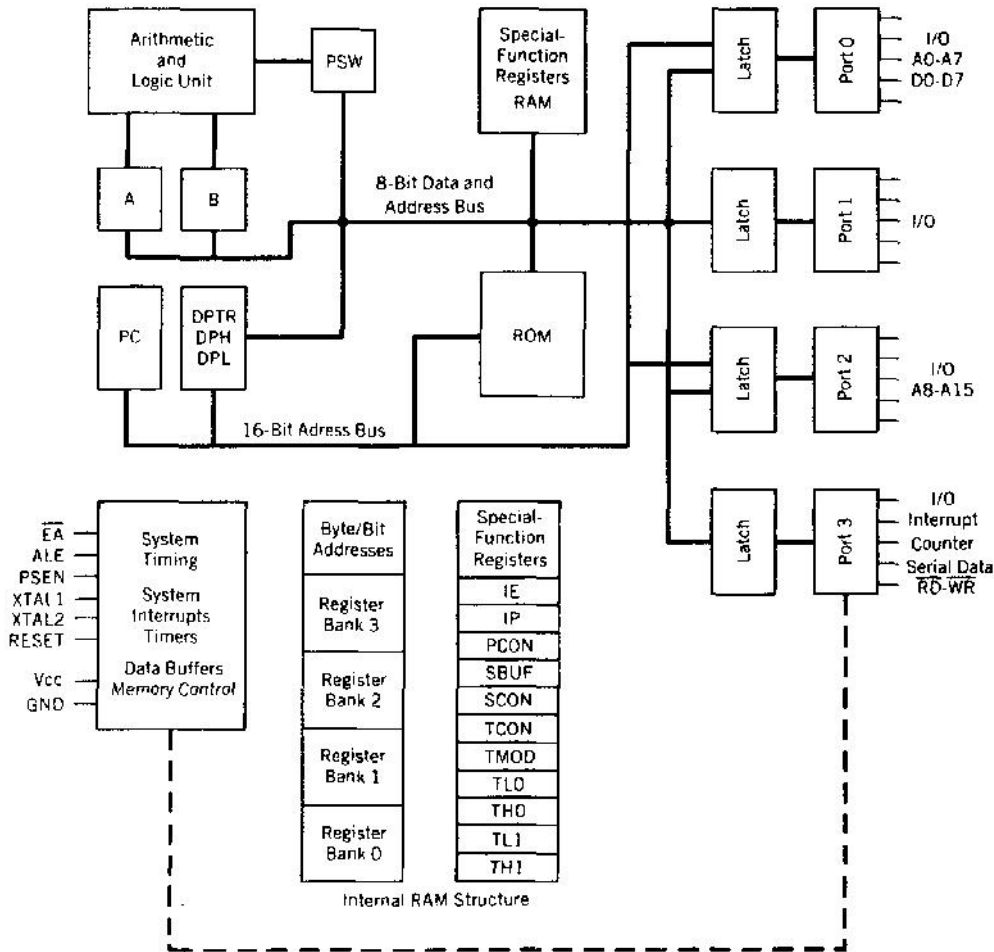 Arithmetic
and
Logic Unit
PSW
Special-
Function
Registers
RAM
Latch
Port 0
I/O
A0-A7
D0-D7
A
B
8-Bit Data and
Address Bus
Latch
Port 1
I/O
PC
DPTR
DPH
DPL
ROM
Latch
Port 2
I/O
A8-A15
16-Bit Adress Bus
EA
ALE
PSEN
XTAL1
XTAL2
RESET
Vcc
GND
System
Timing
System
Interrupts
Timers
Data Buffers
Memory Control
Byte/Bit
Addresses
Register
Bank 3
Register
Bank 2
Register
Bank 1
Register
Bank 0
Special-
Function
Registers
IE
IP
PCON
SBUF
SCON
TCON
TMOD
TL0
TH0
TL1
TH1
Internal RAM Structure
Latch
Port 3
I/O
Interrupt
Counter
Serial Data
RD-WR